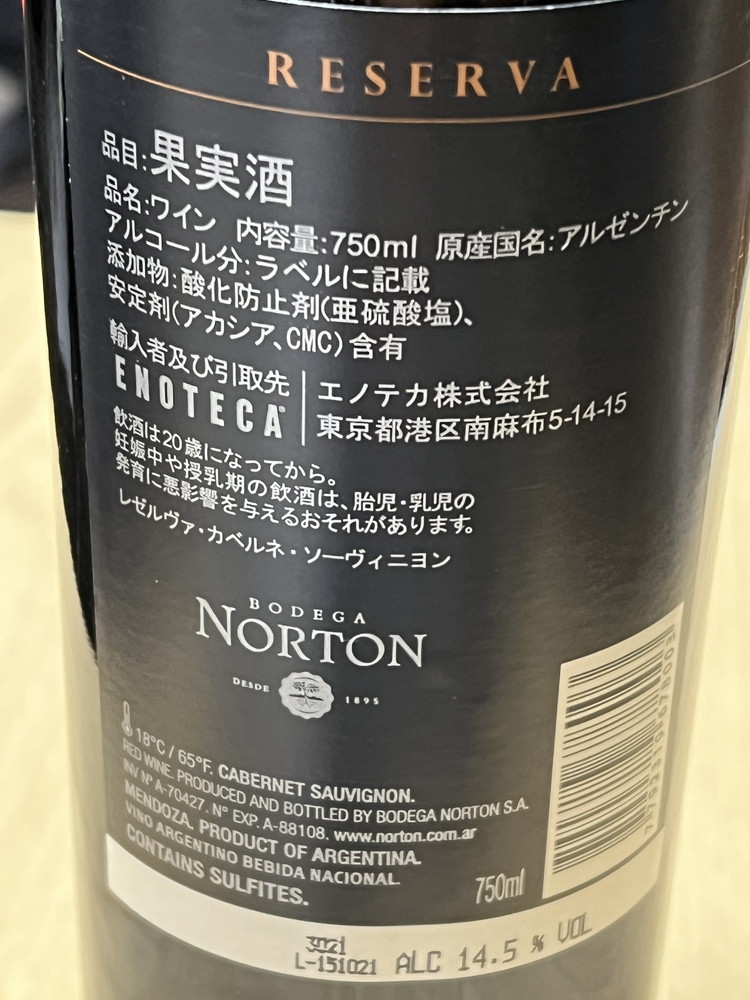 RESERVA
品目:果実酒
品名:ワイン 内容量:750ml 原産国名:アルゼンチン
アルコール分:ラベルに記載
添加物:酸化防止剤(亜硫酸塩)、
安定剤(アカシア、CMC)含有
輸入者及び引取先
ENOTECA
エノテカ株式会社
東京都港区南麻布5-14-15
飲酒は20歳になってから。
妊娠中や授乳期の飲酒は、胎児・乳児の
発育に悪影響を与えるおそれがあります。
レゼルヴァ・カベルネ・ソーヴィニヨン
BODEGA
NORTON
DESDE 1895
18°C / 65°F. CABERNET SAUVIGNON.
RED WINE. PRODUCED AND BOTTLED BY BODEGA NORTON S.A.
INV N° A-70427. N° EXP. A-88108. www.norton.com.ar
MENDOZA. PRODUCT OF ARGENTINA.
VINO ARGENTINO BEBIDA NACIONAL.
CONTAINS SULFITES.
750ml
3021
L-151021 ALC 14.5 % VOL